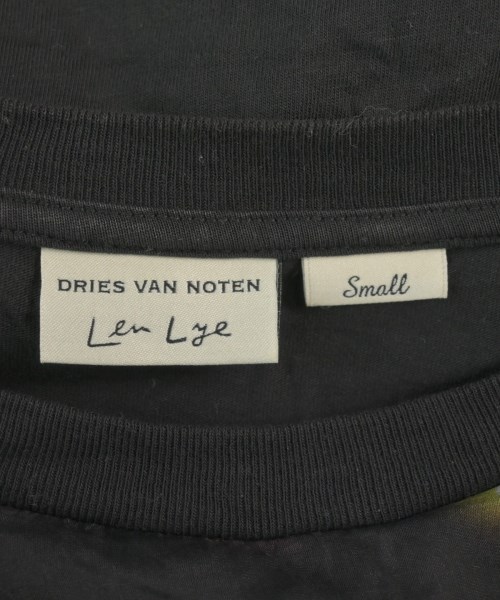 DRIES VAN NOTEN
Len Lye
Small